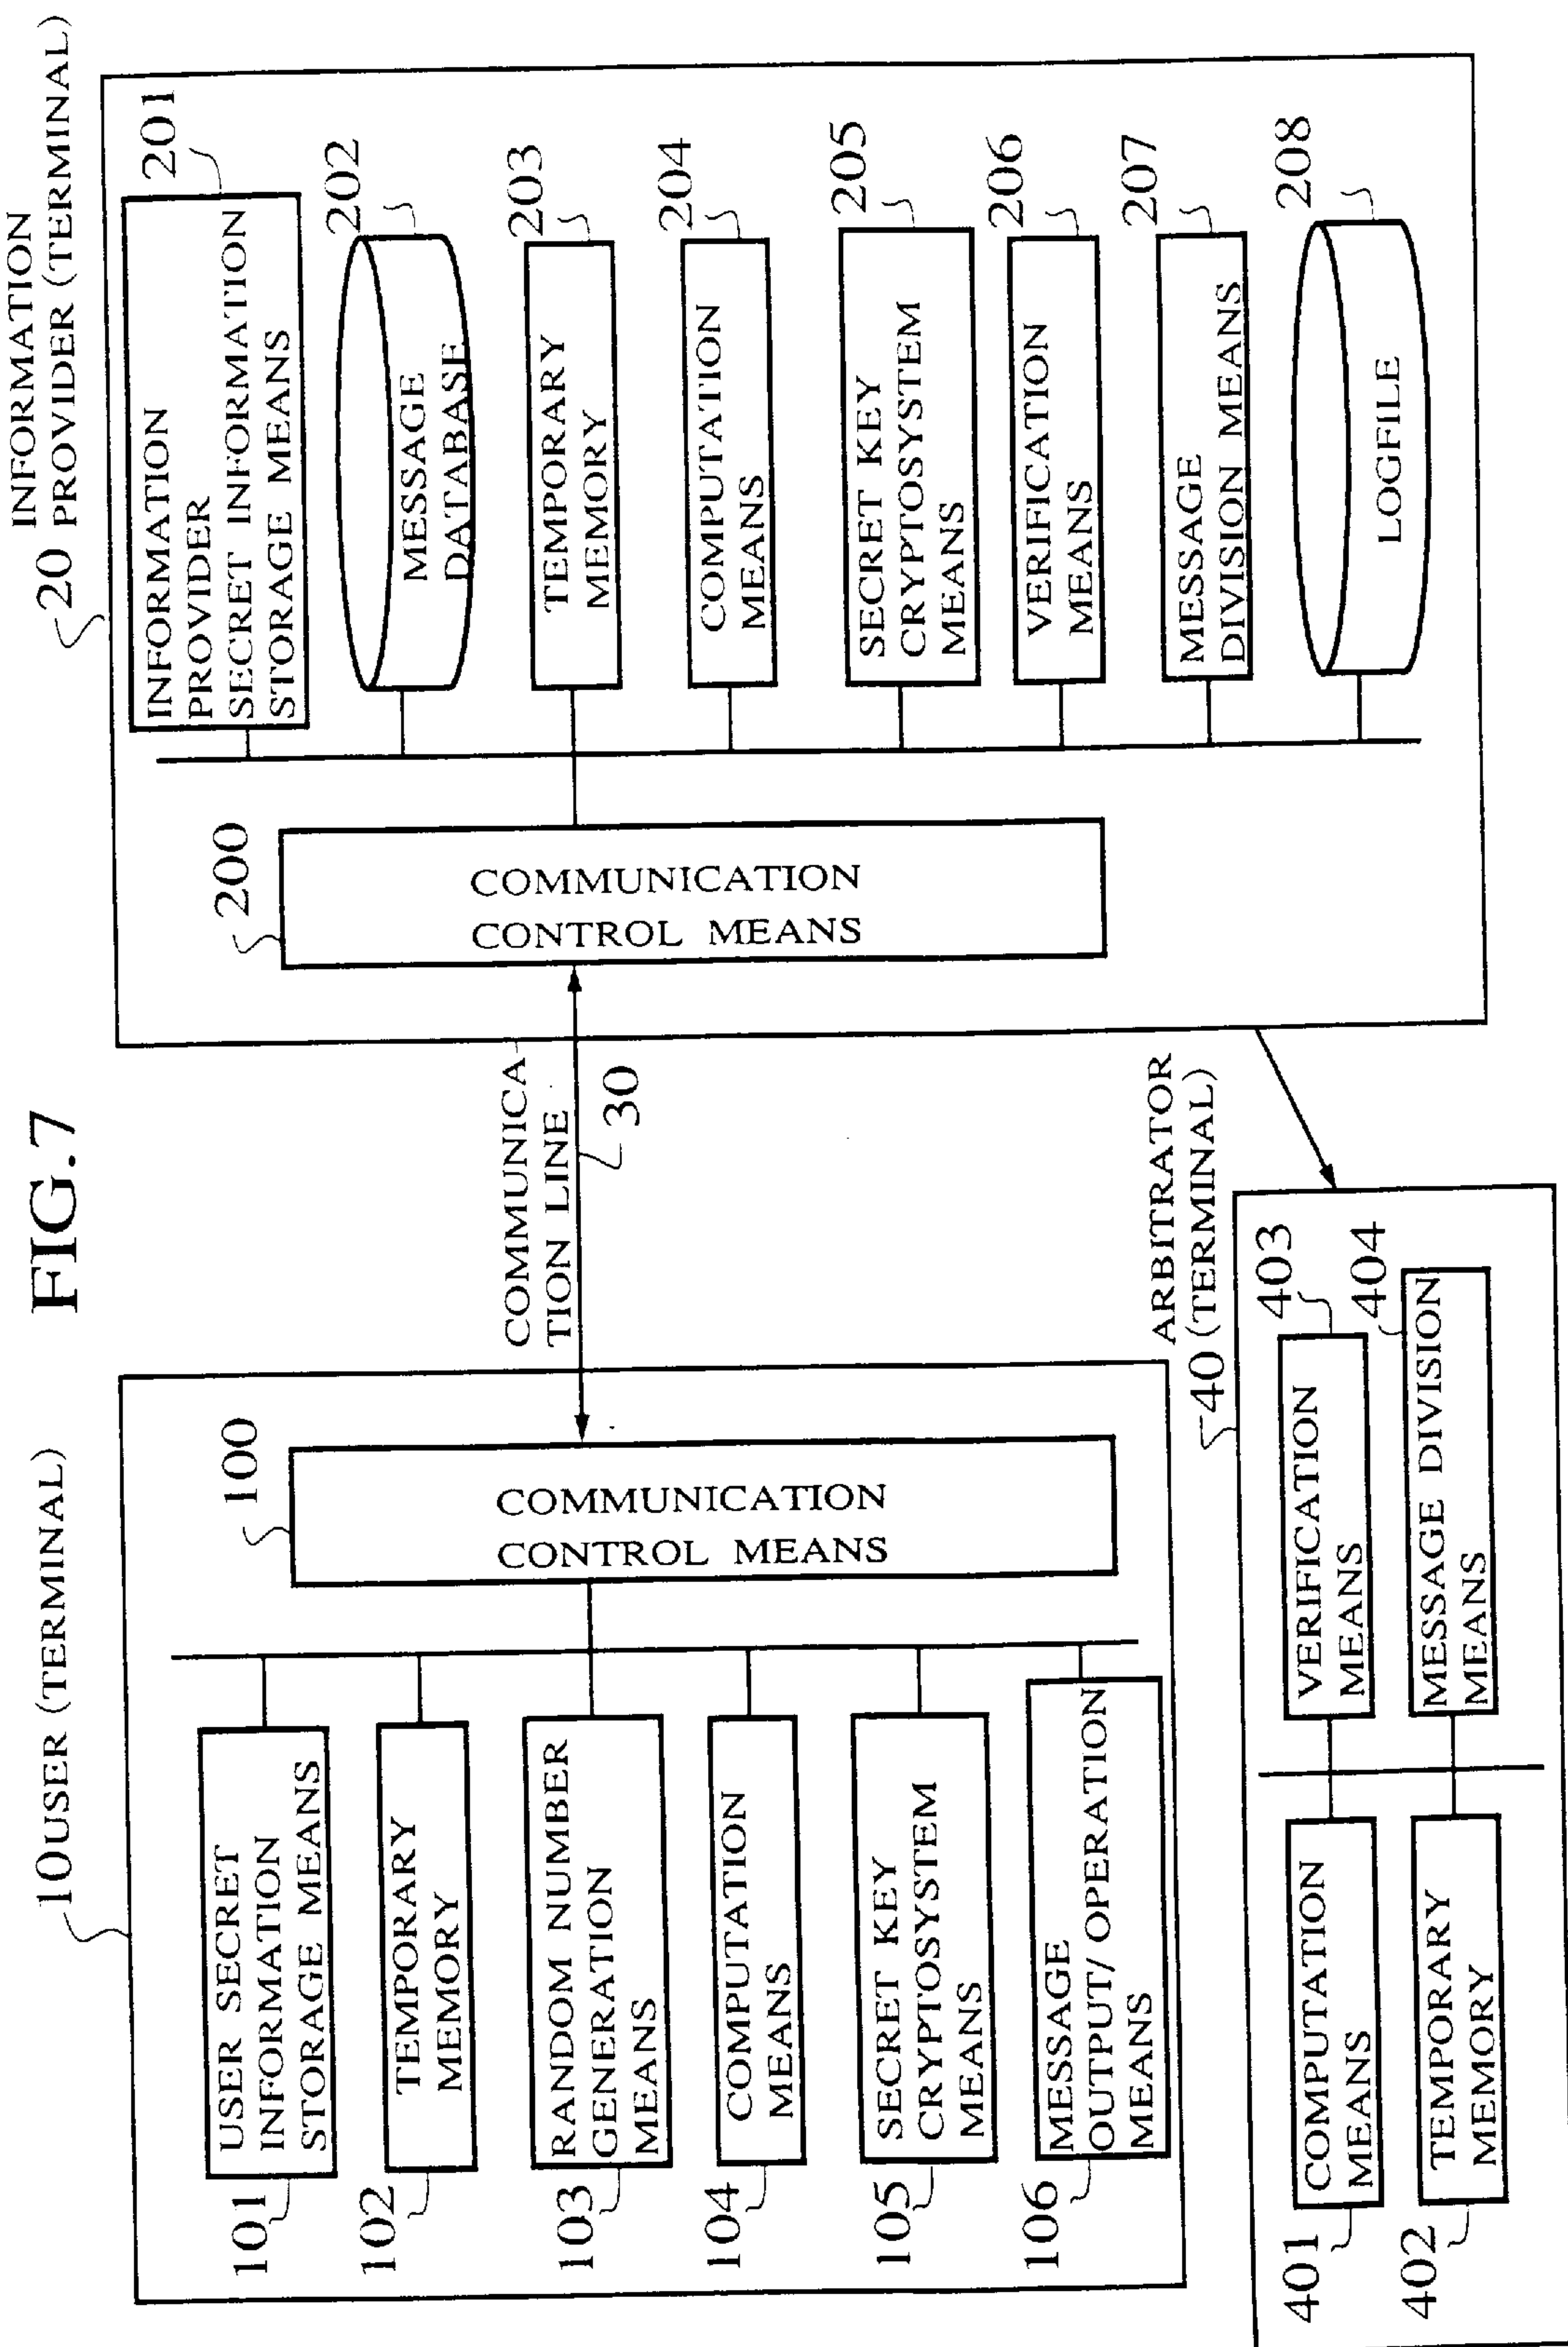 FIG.7
10 USER (TERMINAL)
100
COMMUNICATION
CONTROL MEANS
101
USER SECRET
INFORMATION
STORAGE MEANS
102
TEMPORARY
MEMORY
103
RANDOM NUMBER
GENERATION
MEANS
104
COMPUTATION
MEANS
105
SECRET KEY
CRYPTOSYSTEM
MEANS
106
MESSAGE
OUTPUT/OPERATION
MEANS
COMMUNICA-
TION LINE
30
INFORMATION
20 PROVIDER (TERMINAL)
200
COMMUNICATION
CONTROL MEANS
201
INFORMATION
PROVIDER
SECRET INFORMATION
STORAGE MEANS
202
MESSAGE
DATABASE
203
TEMPORARY
MEMORY
204
COMPUTATION
MEANS
205
SECRET KEY
CRYPTOSYSTEM
MEANS
206
VERIFICATION
MEANS
207
MESSAGE
DIVISION MEANS
208
LOGFILE
ARBITRATOR
40 (TERMINAL)
401
COMPUTATION
MEANS
402
TEMPORARY
MEMORY
403
VERIFICATION
MEANS
404
MESSAGE DIVISION
MEANS